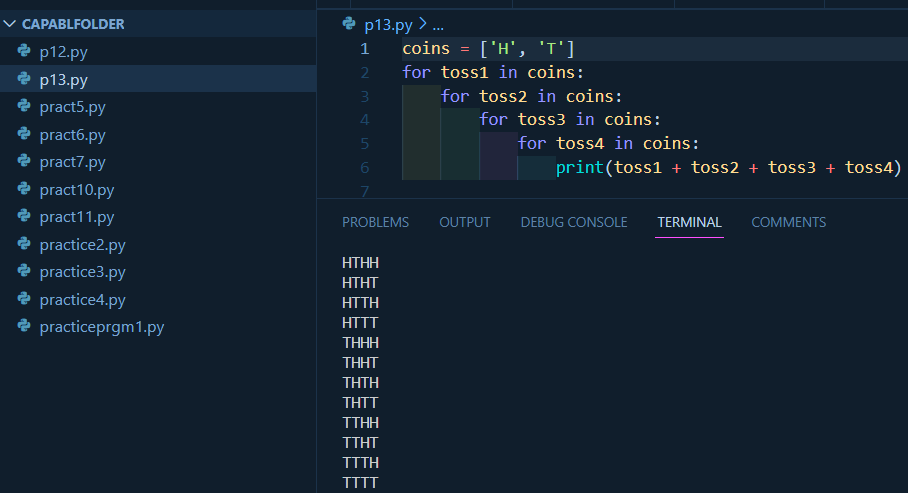 CAPABLFOLDER
p12.py
p13.py
pract5.py
pract6.py
pract7.py
pract10.py
pract11.py
practice2.py
practice3.py
practice4.py
practiceprgm1.py
p13.py > ...
1 coins = ['H', 'T']
2 for toss1 in coins:
3     for toss2 in coins:
4         for toss3 in coins:
5             for toss4 in coins:
6                 print(toss1 + toss2 + toss3 + toss4)
7
PROBLEMS OUTPUT DEBUG CONSOLE TERMINAL COMMENTS
HTHH
HTHT
HTTH
HTTT
THHH
THHT
THTH
THTT
TTHH
TTHT
TTTH
TTTT